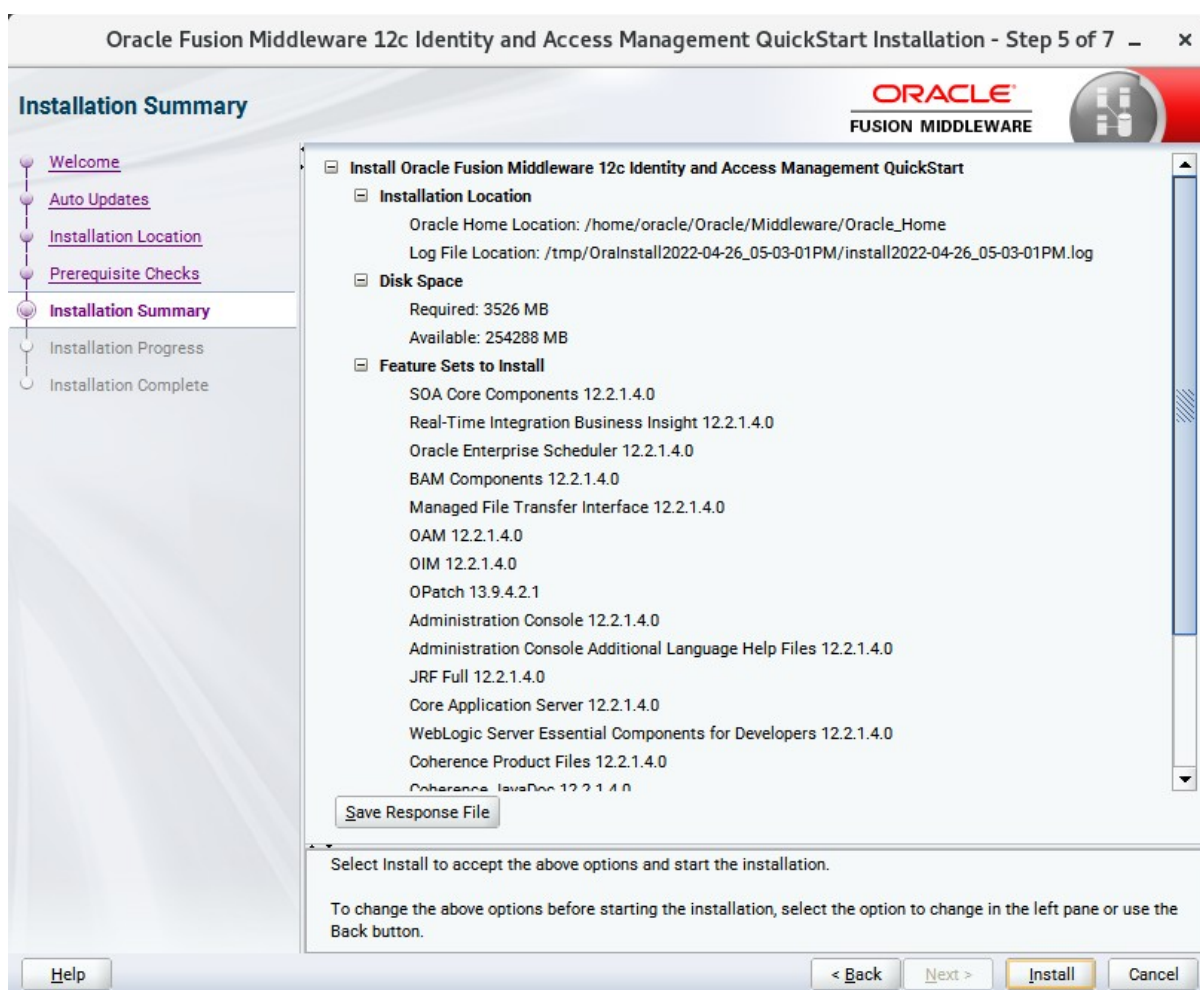 Oracle Fusion Middleware 12c Identity and Access Management QuickStart Installation - Step 5 of 7
Installation Summary
ORACLE
FUSION MIDDLEWARE
Welcome
Auto Updates
Installation Location
Prerequisite Checks
Installation Summary
Installation Progress
Installation Complete
Install Oracle Fusion Middleware 12c Identity and Access Management QuickStart
Installation Location
Oracle Home Location: /home/oracle/Oracle/Middleware/Oracle_Home
Log File Location: /tmp/OraInstall2022-04-26_05-03-01PM/install2022-04-26_05-03-01PM.log
Disk Space
Required: 3526 MB
Available: 254288 MB
Feature Sets to Install
SOA Core Components 12.2.1.4.0
Real-Time Integration Business Insight 12.2.1.4.0
Oracle Enterprise Scheduler 12.2.1.4.0
BAM Components 12.2.1.4.0
Managed File Transfer Interface 12.2.1.4.0
OAM 12.2.1.4.0
OIM 12.2.1.4.0
OPatch 13.9.4.2.1
Administration Console 12.2.1.4.0
Administration Console Additional Language Help Files 12.2.1.4.0
JRF Full 12.2.1.4.0
Core Application Server 12.2.1.4.0
WebLogic Server Essential Components for Developers 12.2.1.4.0
Coherence Product Files 12.2.1.4.0
Coherence JavaDoc 12.2.1.4.0
Save Response File
Select Install to accept the above options and start the installation.
To change the above options before starting the installation, select the option to change in the left pane or use the
Back button.
Help
< Back
Next >
Install
Cancel